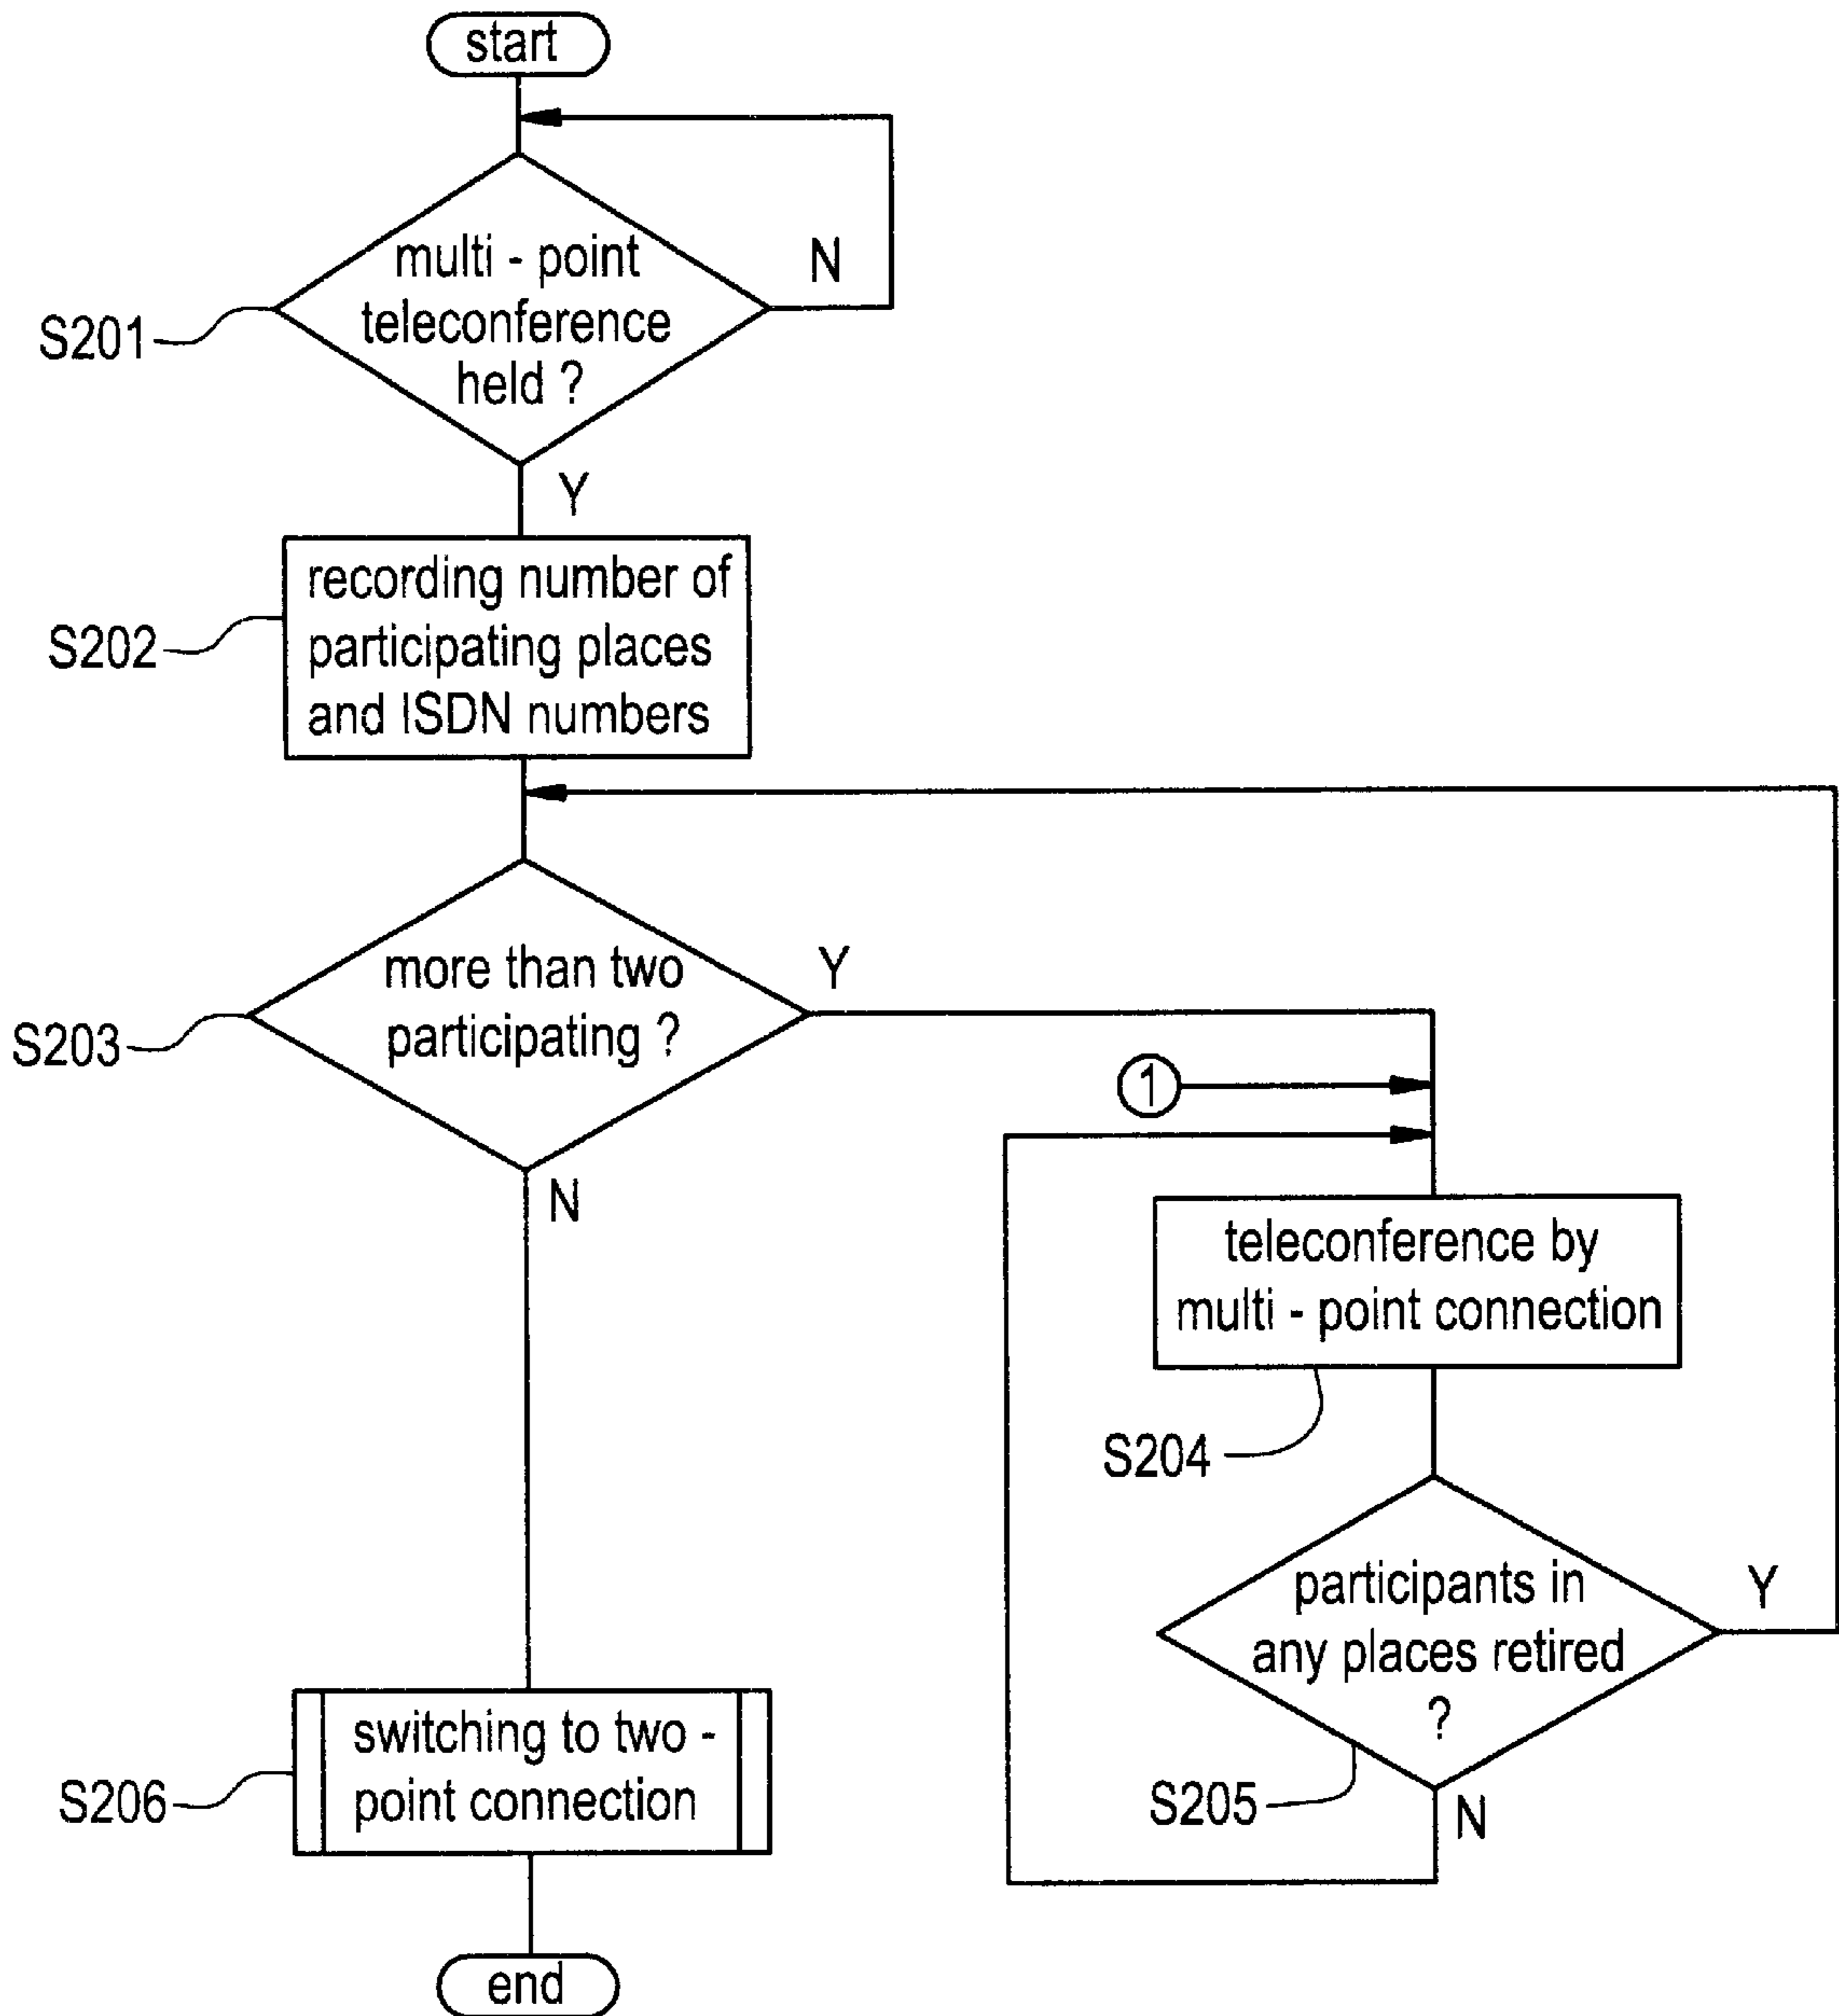 start
multi - point
teleconference
held ?
N
S201
Y
recording number of
participating places
and ISDN numbers
S202
more than two
participating ?
Y
S203
N
1
teleconference by
multi - point connection
S204
participants in
any places retired
?
Y
S205
N
switching to two -
point connection
S206
end